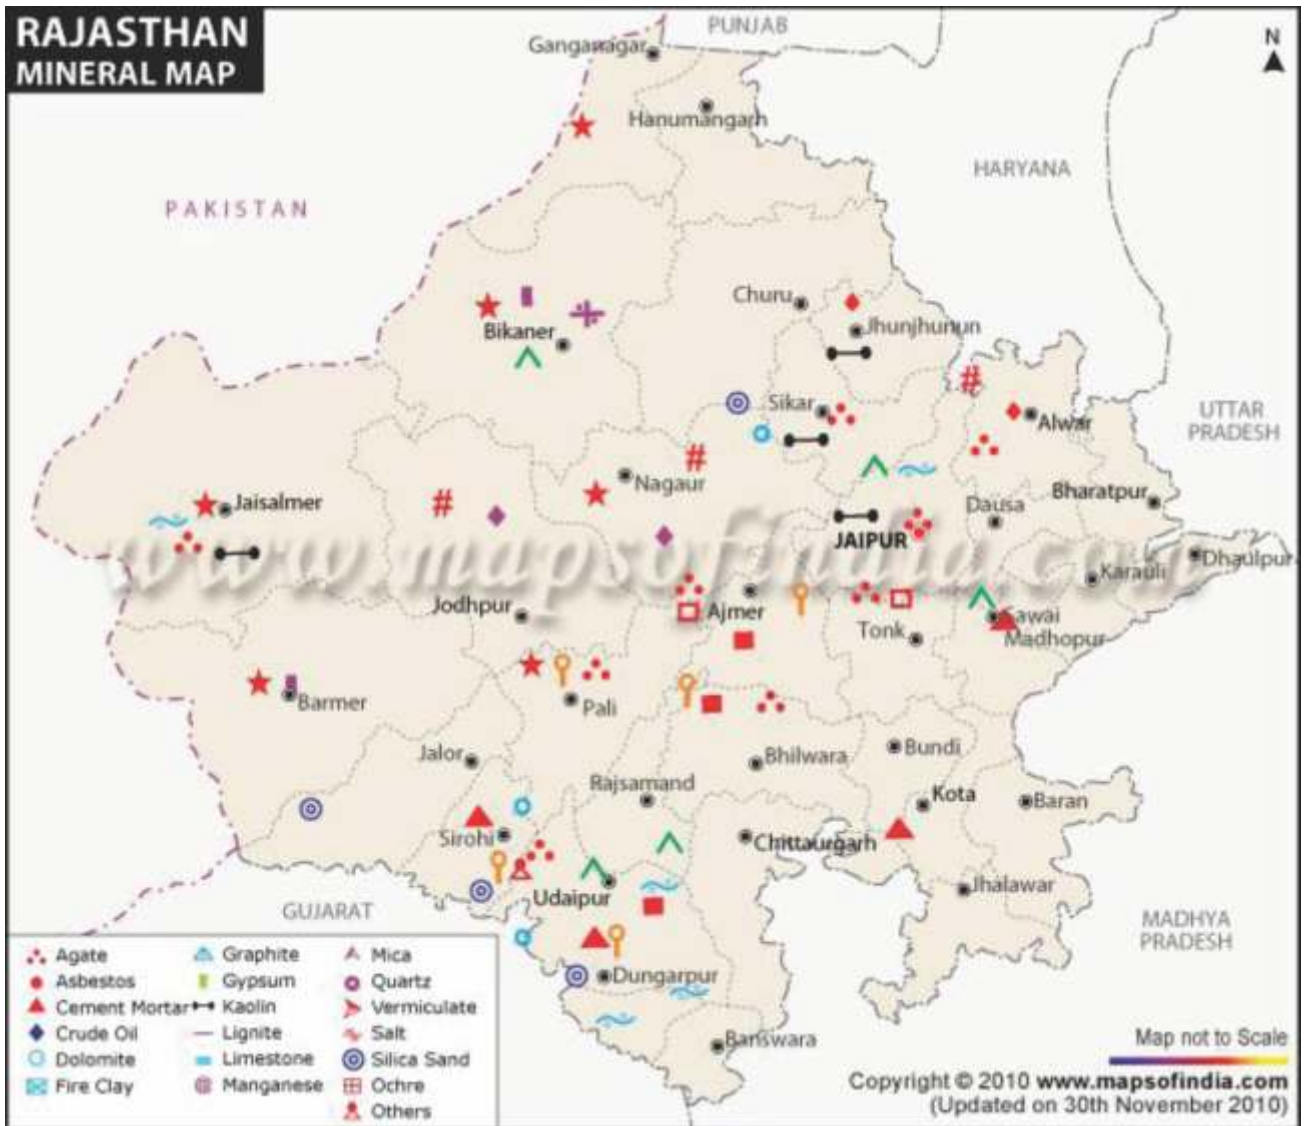 RAJASTHAN
MINERAL MAP
PUNJAB
N
Ganganagar
Hanumangarh
HARYANA
PAKISTAN
Churu
Jhunjhunun
Bikaner
Sikar
Alwar
UTTAR
PRADESH
Nagaur
Jaisalmer
Dausa
Bharatpur
www.mapsofindia.com
JAIPUR
Dhaulpur
Karauli
Jodhpur
Ajmer
Tonk
Sawai
Madhopur
Barmer
Pali
Jalor
Bhilwara
Bundi
Rajsamand
Kota
Baran
Sirohi
Chittaurgarh
Udaipur
Jhalawar
GUJARAT
MADHYA
PRADESH
Dungarpur
Banswara
Agate
Asbestos
Cement Mortar
Crude Oil
Dolomite
Fire Clay
Graphite
Gypsum
Kaolin
Lignite
Limestone
Manganese
Mica
Quartz
Vermiculate
Salt
Silica Sand
Ochre
Others
Map not to Scale
Copyright © 2010 www.mapsofindia.com
(Updated on 30th November 2010)